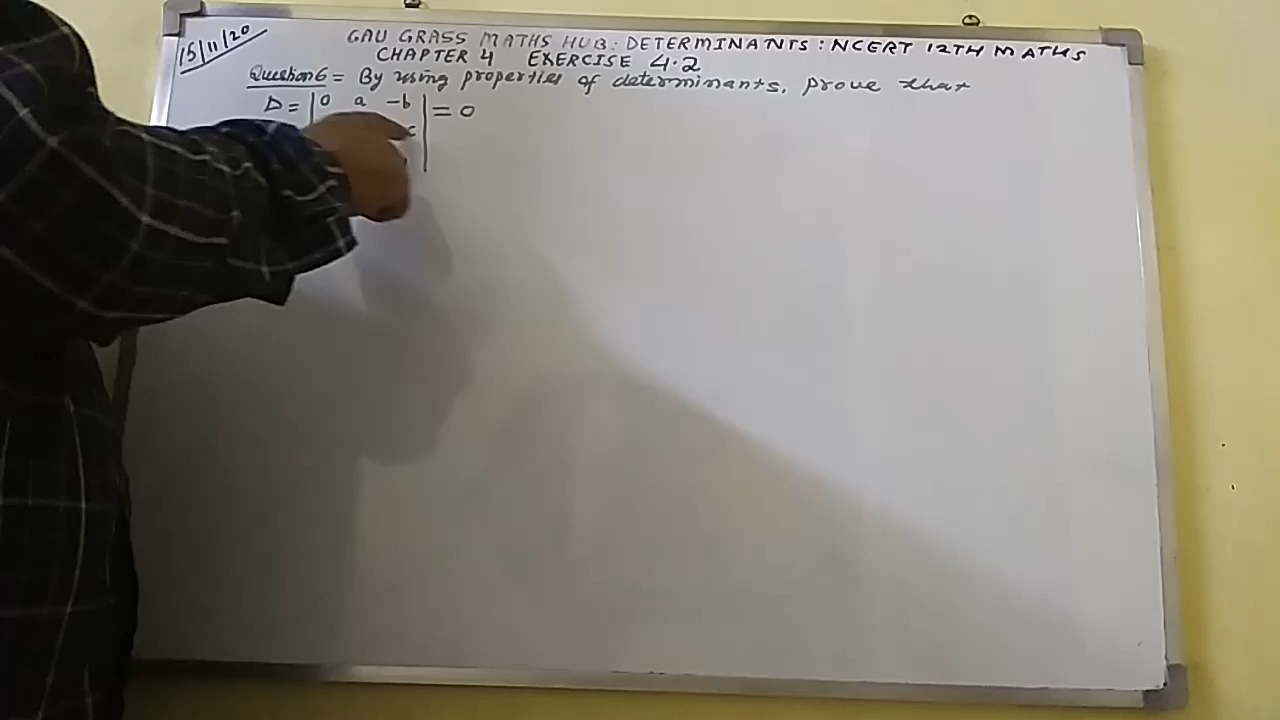 15/11/20
GAU GRASS MATHS HUB: DETERMINANTS: NCERT 12TH MATHS
CHAPTER 4 EXERCISE 4.2
Question 6 = By using properties of determinants, prove that
Δ = | 0 a -b | = 0
c